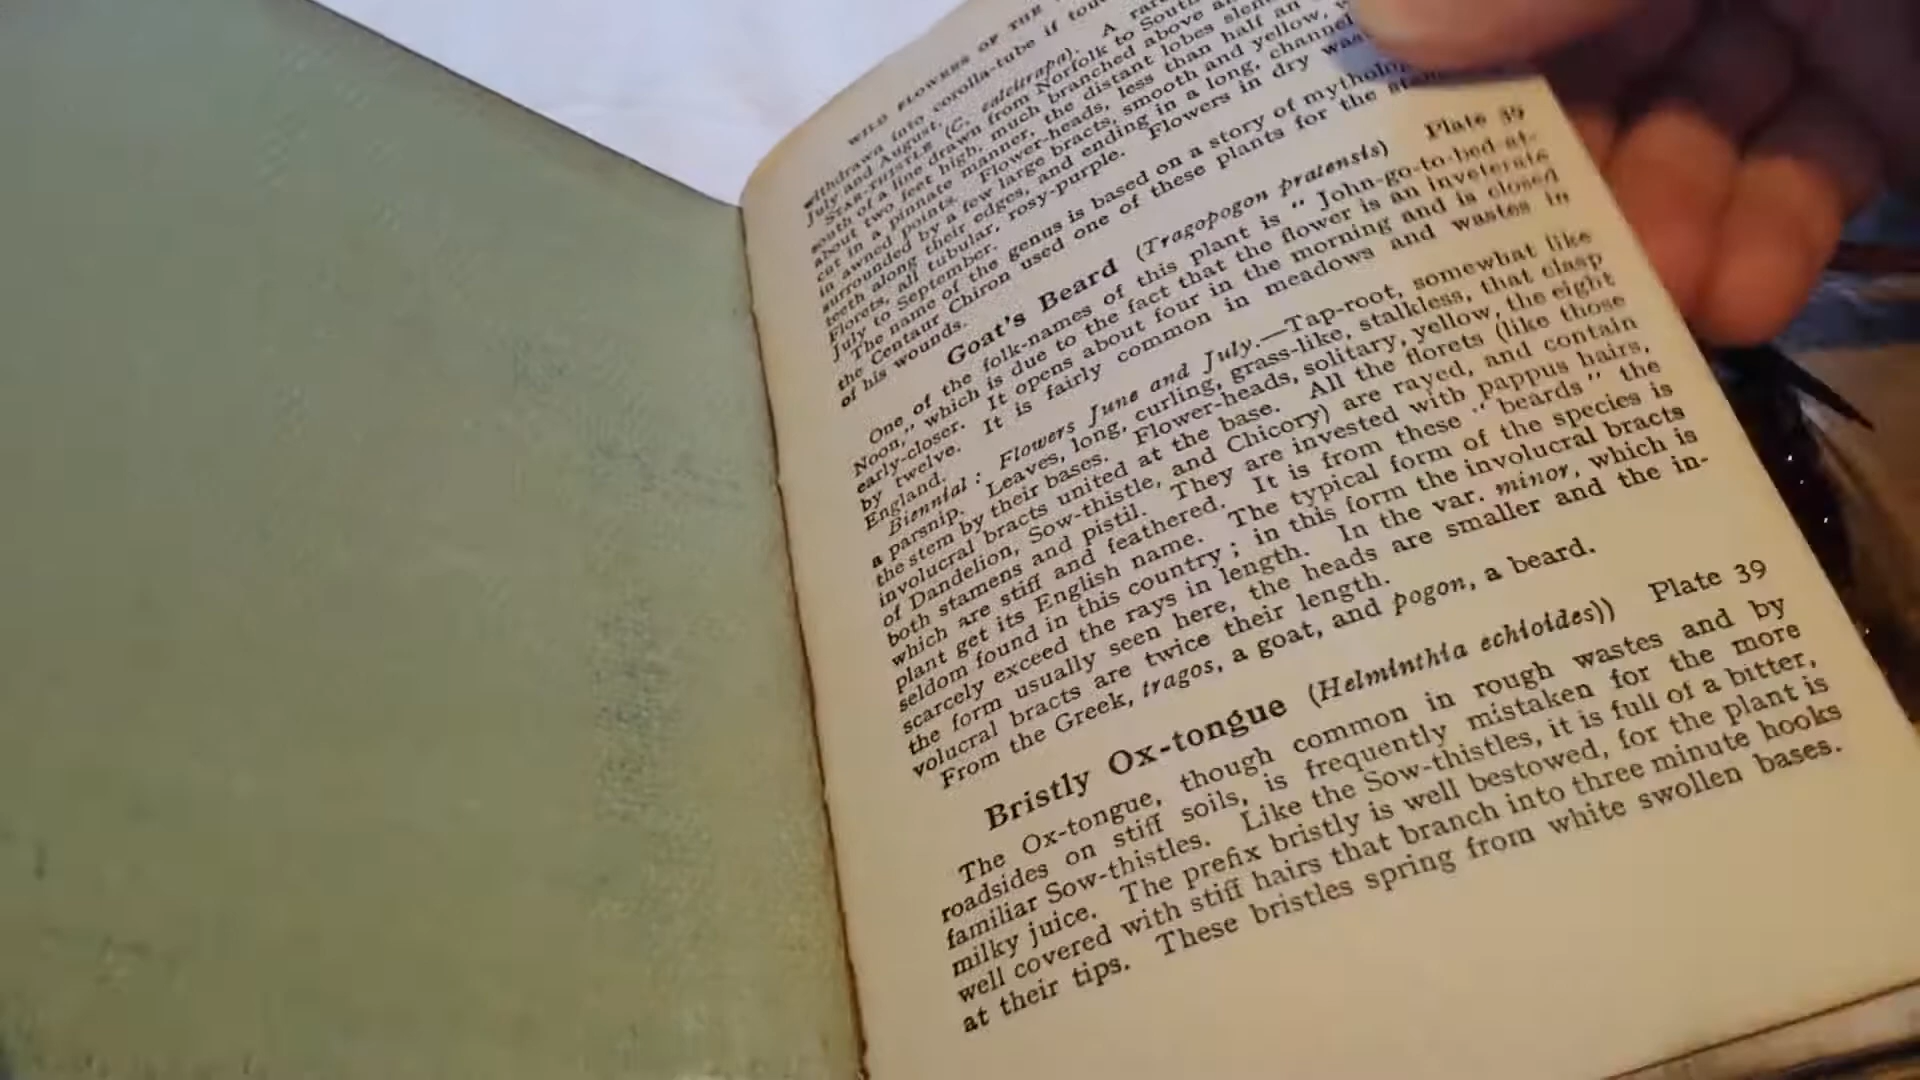 WILD FLOWERS OF THE
withdrawn into corolla-tube if touched.
July and August.
STAR-THISTLE (C. calcitrapa). A rare
south of a line drawn from Norfolk to South
about two feet high, much branched above and
cut in a pinnate manner, the distant lobes slender
in awned points. Flower-heads, less than half an
surrounded by a few large bracts, smooth and yellow, with
teeth along their edges, and ending in a long, channelled
Florets, all tubular, rosy-purple. Flowers in dry waste
July to September.
The name of the genus is based on a story of mythology
the Centaur Chiron used one of these plants for the
of his wounds.
Goat's Beard (Tragopogon pratensis) Plate 39
One of the folk-names of this plant is "John-go-to-bed-at-
Noon," which is due to the fact that the flower is an inveterate
early-closer. It opens about four in the morning and is closed
by twelve. It is fairly common in meadows and wastes in
England.
Biennial: Flowers June and July.—Tap-root, somewhat like
a parsnip. Leaves, long, curling, grass-like, stalkless, that clasp
the stem by their bases. Flower-heads, solitary, yellow, the eight
involucral bracts united at the base. All the florets (like those
of Dandelion, Sow-thistle, and Chicory) are rayed, and contain
both stamens and pistil. They are invested with pappus hairs,
which are stiff and feathered. It is from these "beards" the
plant get its English name. The typical form of the species is
seldom found in this country; in this form the involucral bracts
scarcely exceed the rays in length. In the var. minor, which is
the form usually seen here, the heads are smaller and the in-
volucral bracts are twice their length.
From the Greek, tragos, a goat, and pogon, a beard.
Bristly Ox-tongue (Helminthia echioides)) Plate 39
The Ox-tongue, though common in rough wastes and by
roadsides on stiff soils, is frequently mistaken for the more
familiar Sow-thistles. Like the Sow-thistles, it is full of a bitter,
milky juice. The prefix bristly is well bestowed, for the plant is
well covered with stiff hairs that branch into three minute hooks
at their tips. These bristles spring from white swollen bases.